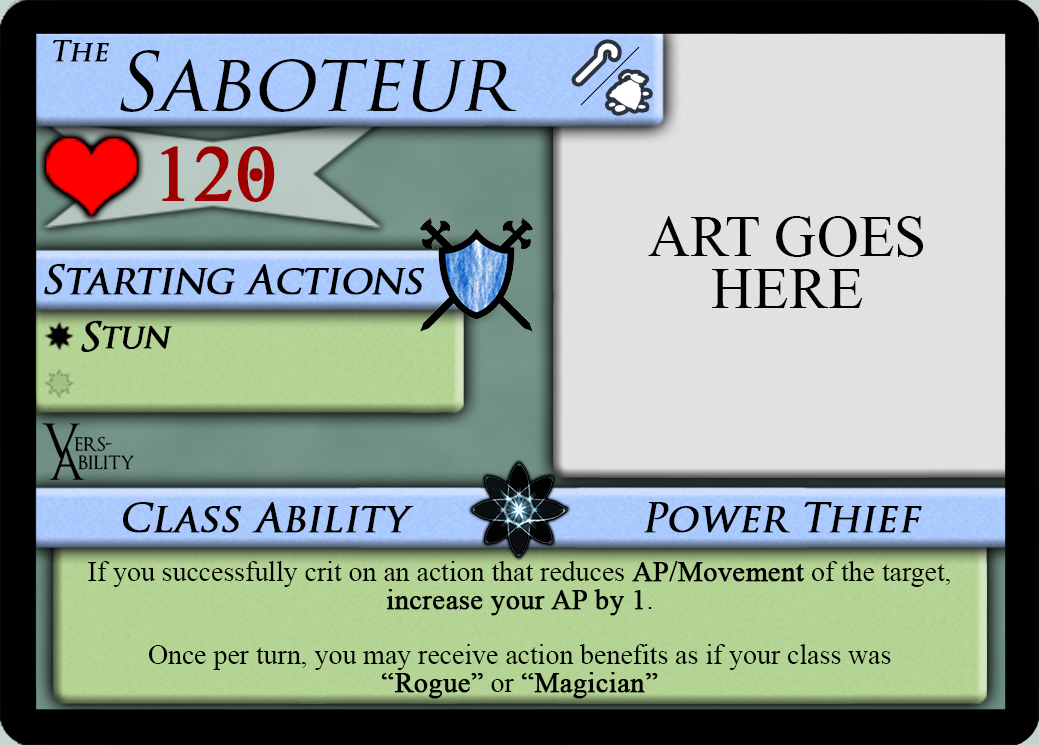 THE
SABOTEUR
120
STARTING ACTIONS
STUN
VERS-
ABILITY
ART GOES
HERE
CLASS ABILITY
POWER THIEF
If you successfully crit on an action that reduces AP/Movement of the target,
increase your AP by 1.
Once per turn, you may receive action benefits as if your class was
“Rogue” or “Magician”